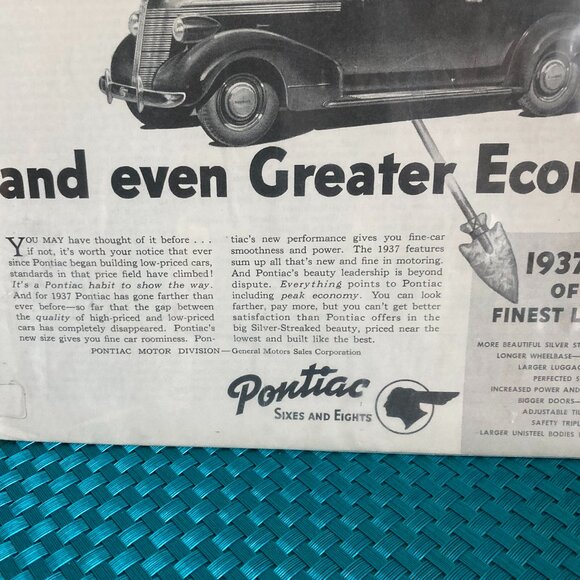 and even Greater Eco
YOU MAY have thought of it before . . .
if not, it's worth your notice that ever
since Pontiac began building low-priced cars,
standards in that price field have climbed!
It's a Pontiac habit to show the way.
And for 1937 Pontiac has gone farther than
ever before—so far that the gap between
the quality of high-priced and low-priced
cars has completely disappeared. Pontiac's
new size gives you fine car roominess. Pon-
tiac's new performance gives you fine-car
smoothness and power. The 1937 features
sum up all that's new and fine in motoring.
And Pontiac's beauty leadership is beyond
dispute. Everything points to Pontiac
including peak economy. You can look
farther, pay more, but you can't get better
satisfaction than Pontiac offers in the
big Silver-Streaked beauty, priced near the
lowest and built like the best.
PONTIAC MOTOR DIVISION—General Motors Sales Corporation
Pontiac
SIXES AND EIGHTS
1937
OF
FINEST L
MORE BEAUTIFUL SILVER ST
LONGER WHEELBASE—
LARGER LUGGA
PERFECTED S
INCREASED POWER AND
BIGGER DOORS—
ADJUSTABLE TI
SAFETY TRIPL
LARGER UNISTEEL BODIES